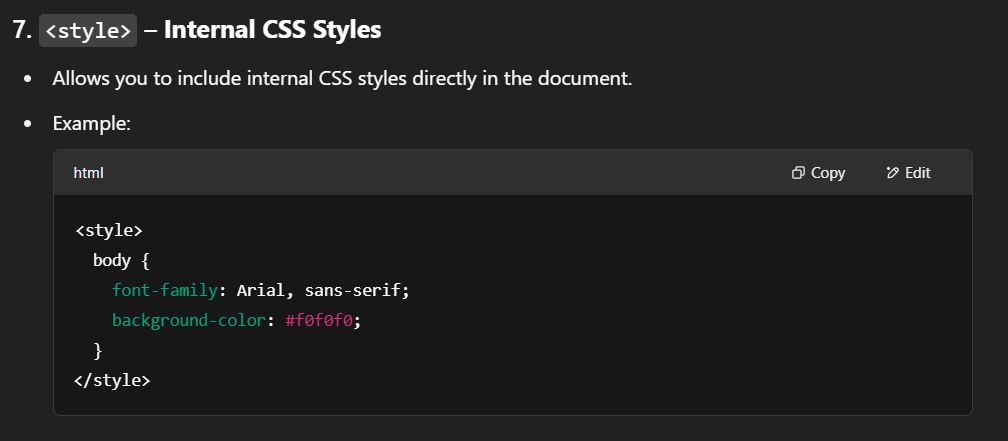 7. <style> – Internal CSS Styles
• Allows you to include internal CSS styles directly in the document.
• Example:
html Copy Edit
<style>
  body {
    font-family: Arial, sans-serif;
    background-color: #f0f0f0;
  }
</style>